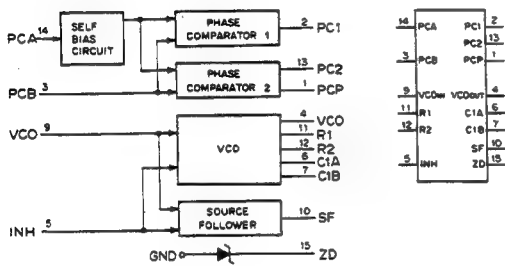 PCA 14
SELF
BIAS
CIRCUIT
PHASE
COMPARATOR 1
2 PC1
PCB 3
PHASE
COMPARATOR 2
13 PC2
1 PCP
VCO 9
VCO
4 VCO
11 R1
12 R2
6 C1A
7 C1B
INH 5
SOURCE
FOLLOWER
10 SF
GND
15 ZD
14 PCA PC1 2
PC2 13
3 PCB PCP 1
9 VCOIN VCOOUT 4
11 R1 C1A 6
12 R2 C1B 7
SF 10
5 INH ZD 15